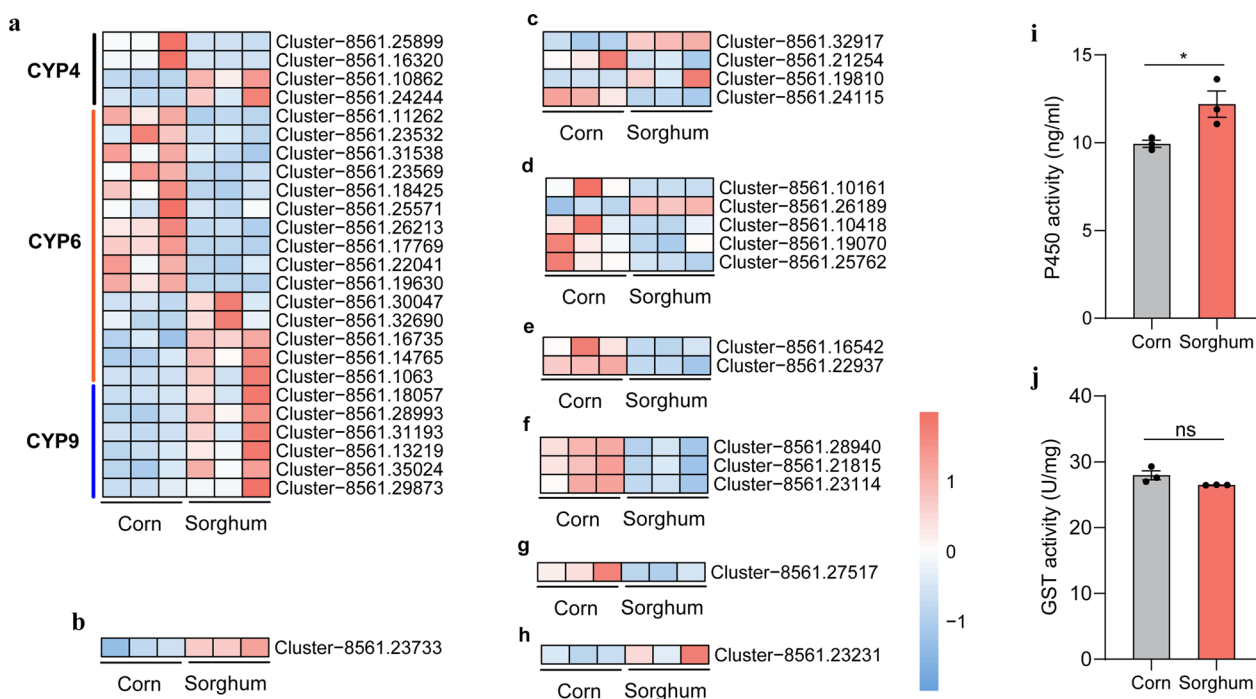 a
CYP4
CYP6
CYP9
Cluster−8561.25899
Cluster−8561.16320
Cluster−8561.10862
Cluster−8561.24244
Cluster−8561.11262
Cluster−8561.23532
Cluster−8561.31538
Cluster−8561.23569
Cluster−8561.18425
Cluster−8561.25571
Cluster−8561.26213
Cluster−8561.17769
Cluster−8561.22041
Cluster−8561.19630
Cluster−8561.30047
Cluster−8561.32690
Cluster−8561.16735
Cluster−8561.14765
Cluster−8561.1063
Cluster−8561.18057
Cluster−8561.28993
Cluster−8561.31193
Cluster−8561.13219
Cluster−8561.35024
Cluster−8561.29873
Corn Sorghum
b
Cluster−8561.23733
Corn Sorghum
c
Cluster−8561.32917
Cluster−8561.21254
Cluster−8561.19810
Cluster−8561.24115
Corn Sorghum
d
Cluster−8561.10161
Cluster−8561.26189
Cluster−8561.10418
Cluster−8561.19070
Cluster−8561.25762
Corn Sorghum
e
Cluster−8561.16542
Cluster−8561.22937
Corn Sorghum
f
Cluster−8561.28940
Cluster−8561.21815
Cluster−8561.23114
Corn Sorghum
g
Cluster−8561.27517
Corn Sorghum
h
Cluster−8561.23231
Corn Sorghum
1
0
−1
i
P450 activity (ng/ml)
15
10
5
0
*
Corn Sorghum
j
GST activity (U/mg)
40
30
20
10
0
ns
Corn Sorghum